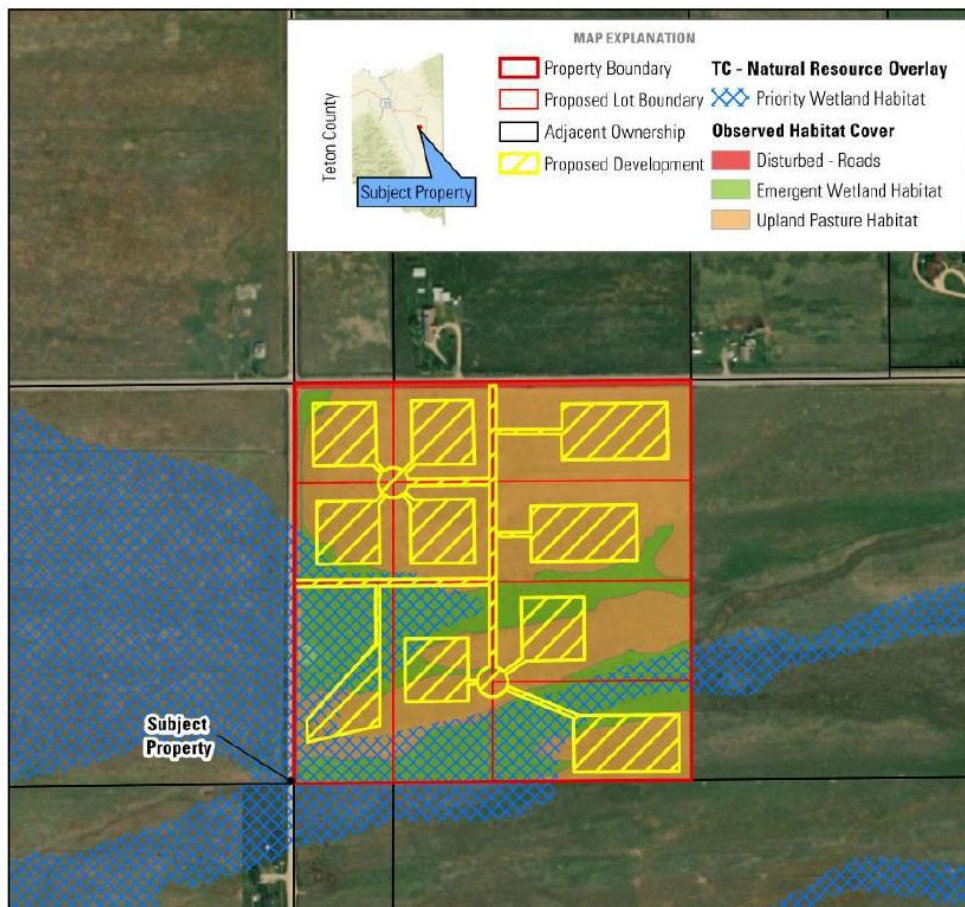 MAP EXPLANATION
Teton County
Subject Property
Property Boundary
Proposed Lot Boundary
Adjacent Ownership
Proposed Development
TC - Natural Resource Overlay
Priority Wetland Habitat
Observed Habitat Cover
Disturbed - Roads
Emergent Wetland Habitat
Upland Pasture Habitat
Subject
Property